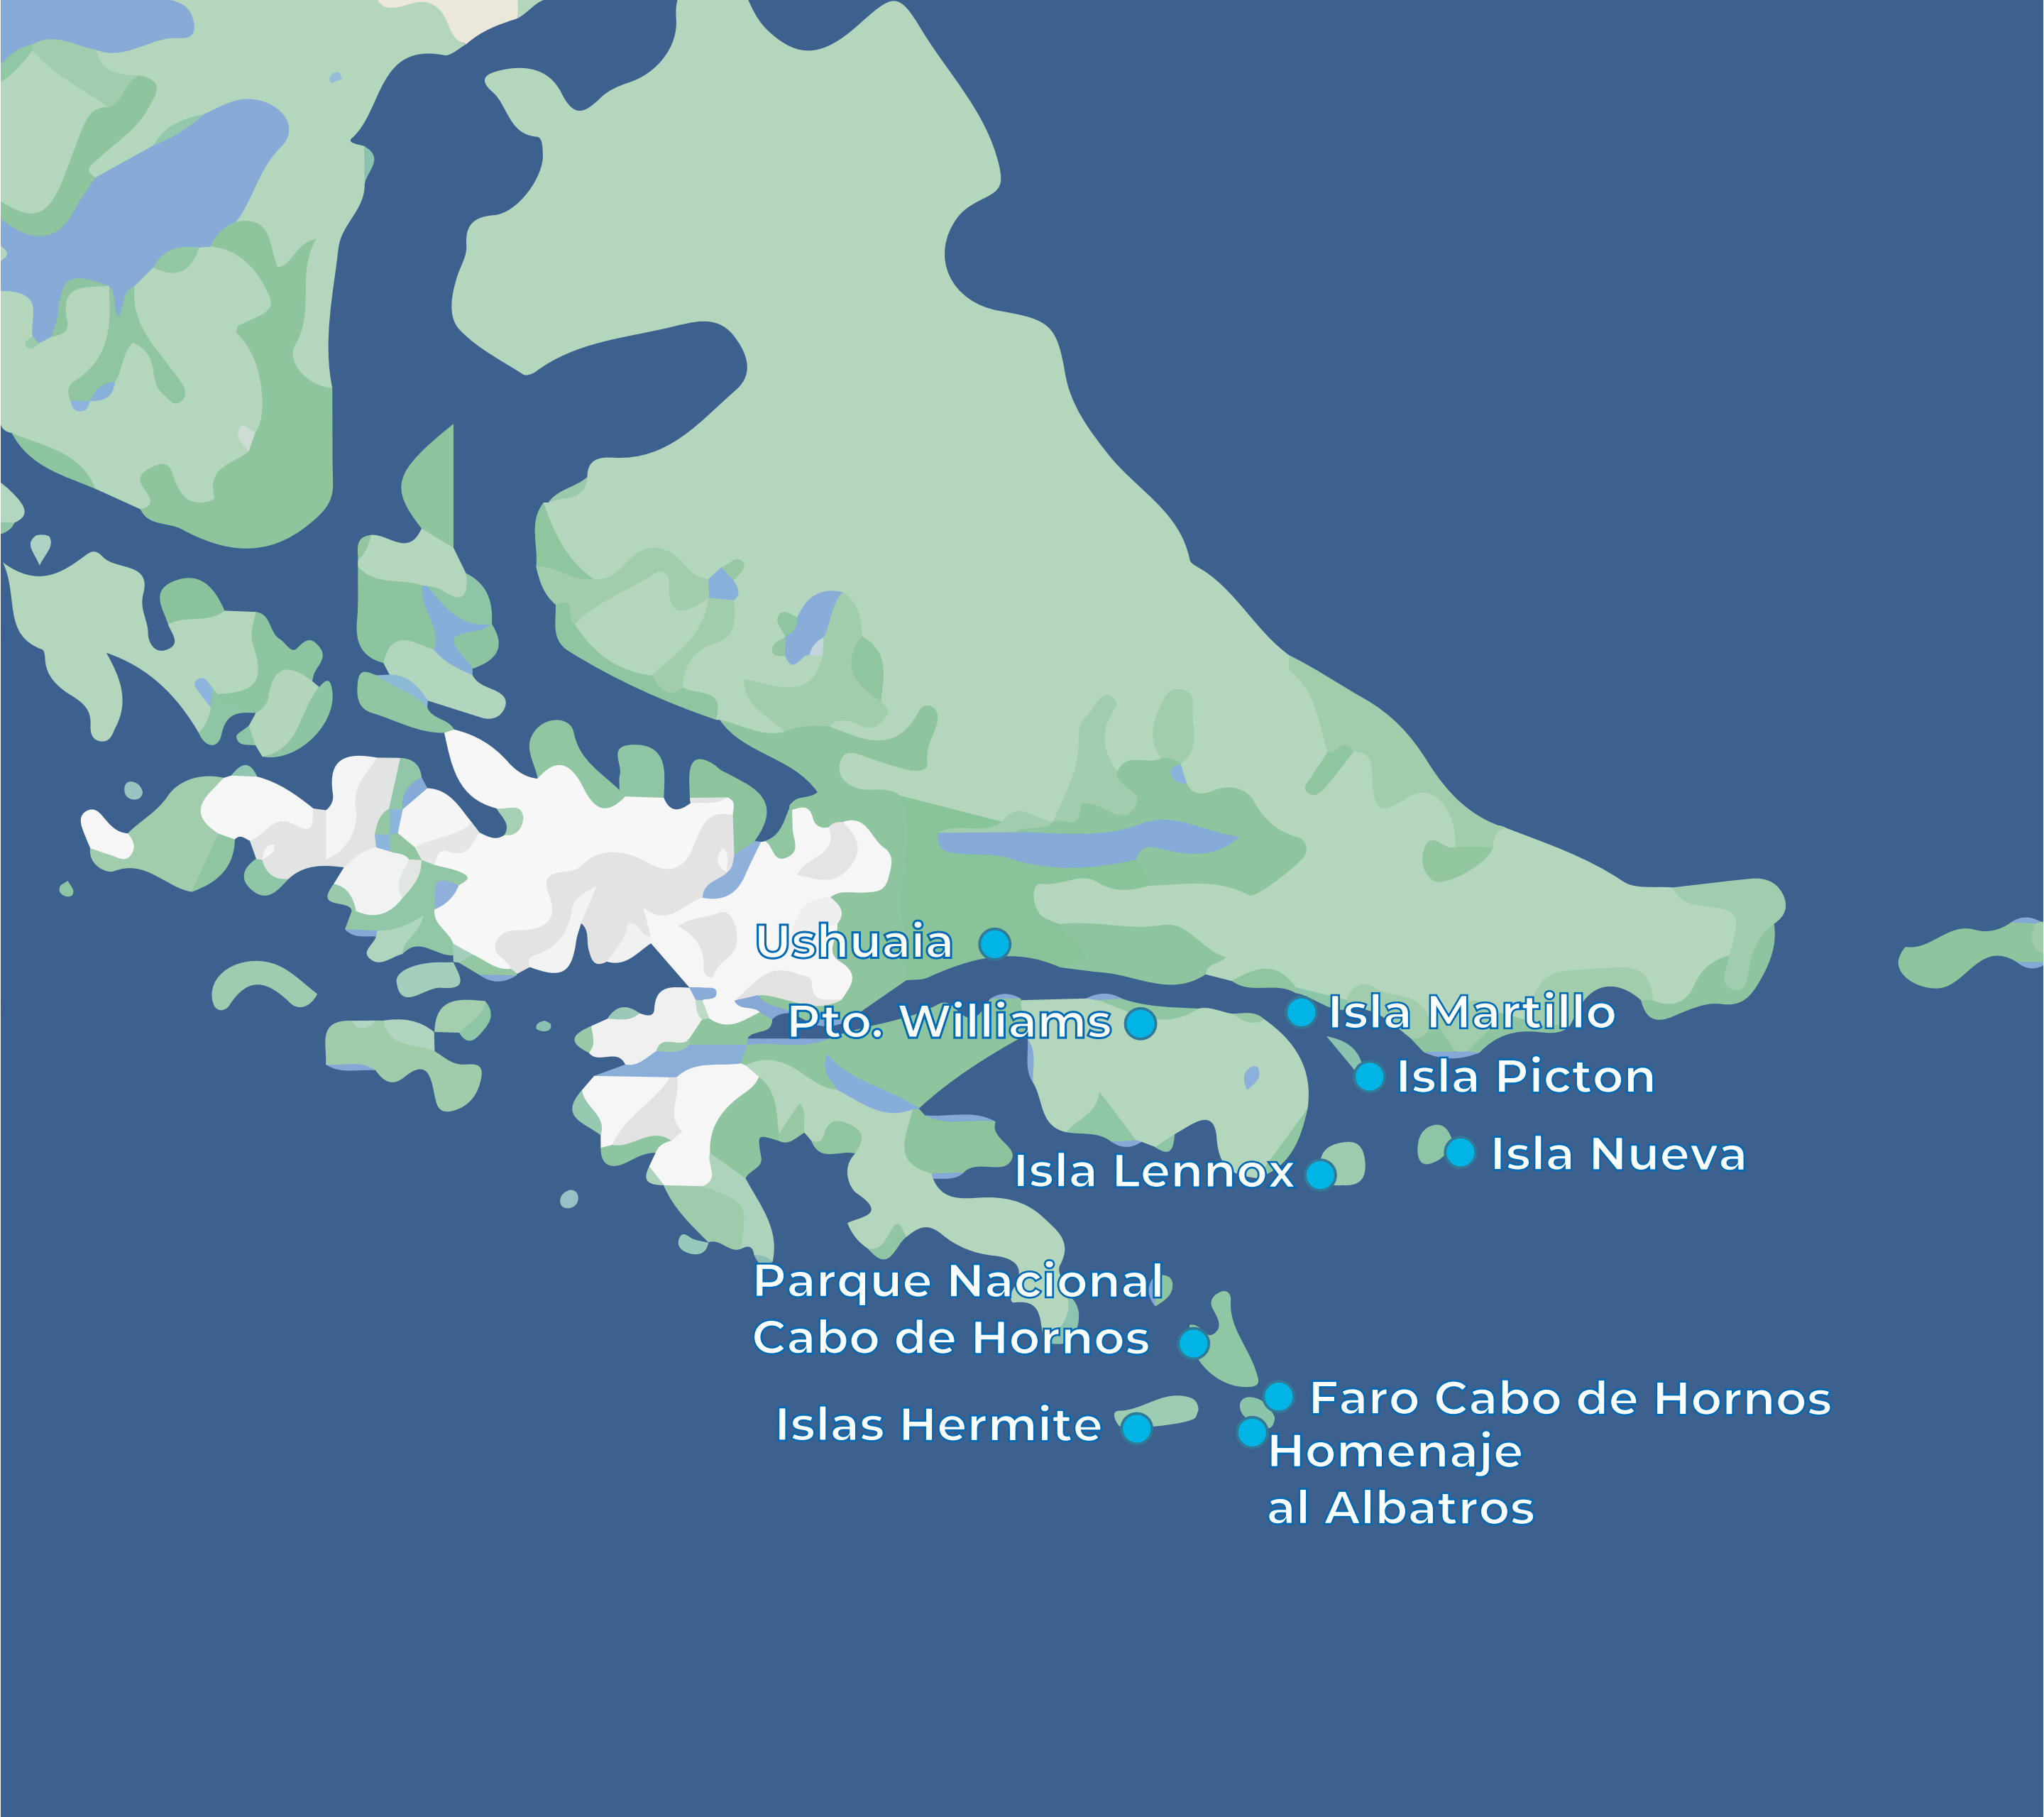 Ushuaia
Pto. Williams
Isla Martillo
Isla Picton
Isla Nueva
Isla Lennox
Parque Nacional
Cabo de Hornos
Islas Hermite
Faro Cabo de Hornos
Homenaje
al Albatros